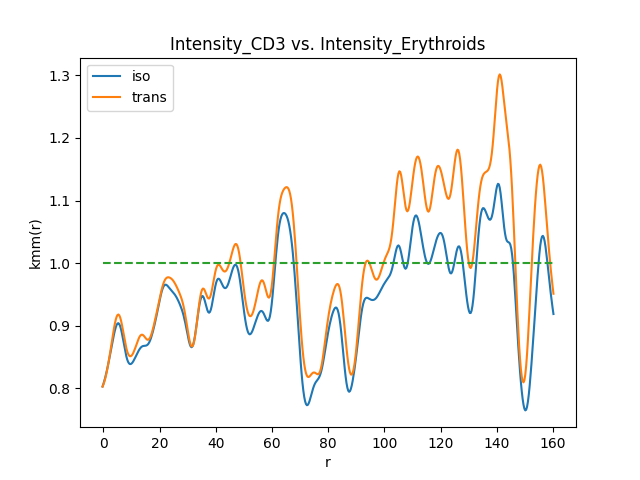 Intensity_CD3 vs. Intensity_Erythroids
iso
trans
1.3
1.2
1.1
1.0
0.9
0.8
kmm(r)
0 20 40 60 80 100 120 140 160
r